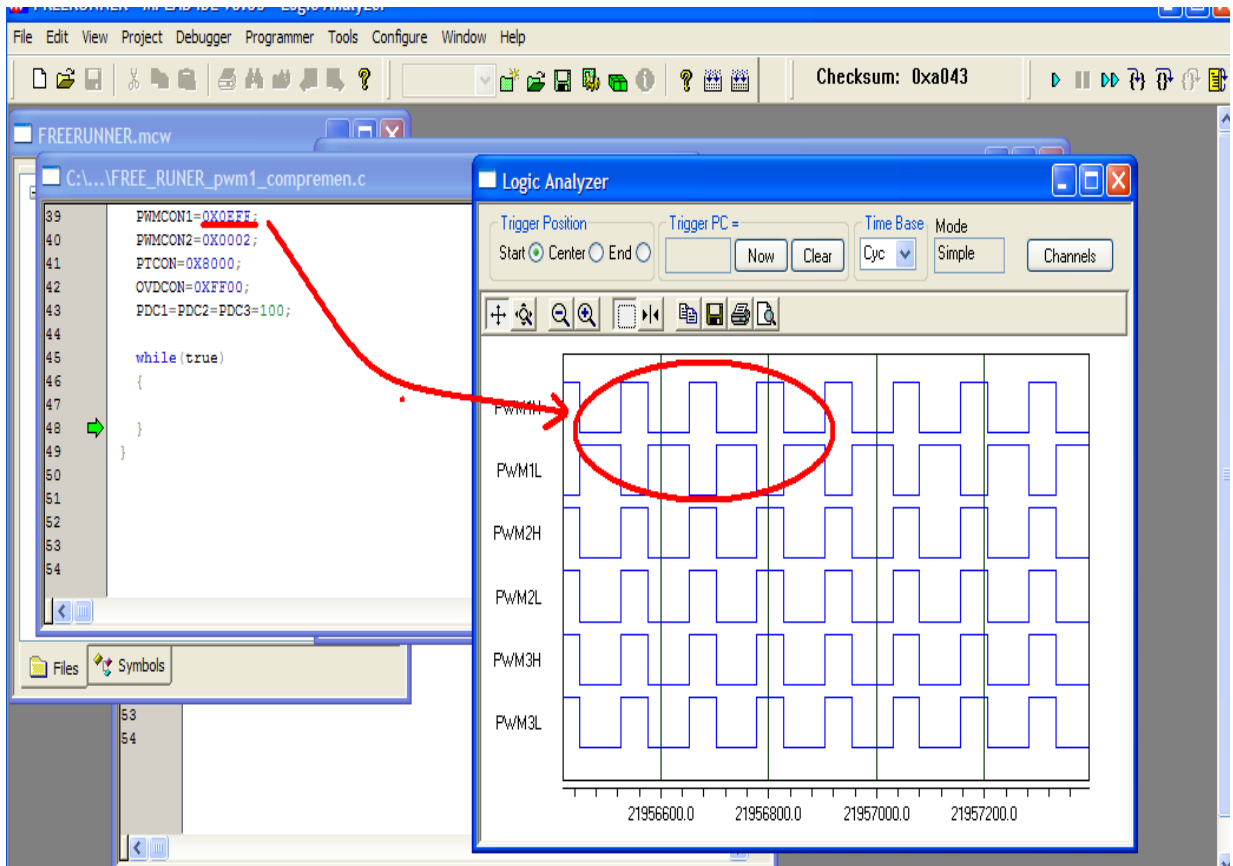 File Edit View Project Debugger Programmer Tools Configure Window Help
Checksum: 0xa043
FREERUNNER.mcw
C:\...\FREE_RUNER_pwm1_compremen.c
39 PWMCON1=0X0EFF;
40 PWMCON2=0X0002;
41 PTCON=0X8000;
42 OVDCON=0XFF00;
43 PDC1=PDC2=PDC3=100;
44
45 while(true)
46 {
47
48 }
49 }
50
51
52
53
54
Files Symbols
53
54
Logic Analyzer
Trigger Position Trigger PC = Time Base Mode
Start Center End Now Clear Cyc Simple Channels
PWM1H
PWM1L
PWM2H
PWM2L
PWM3H
PWM3L
21956600.0 21956800.0 21957000.0 21957200.0